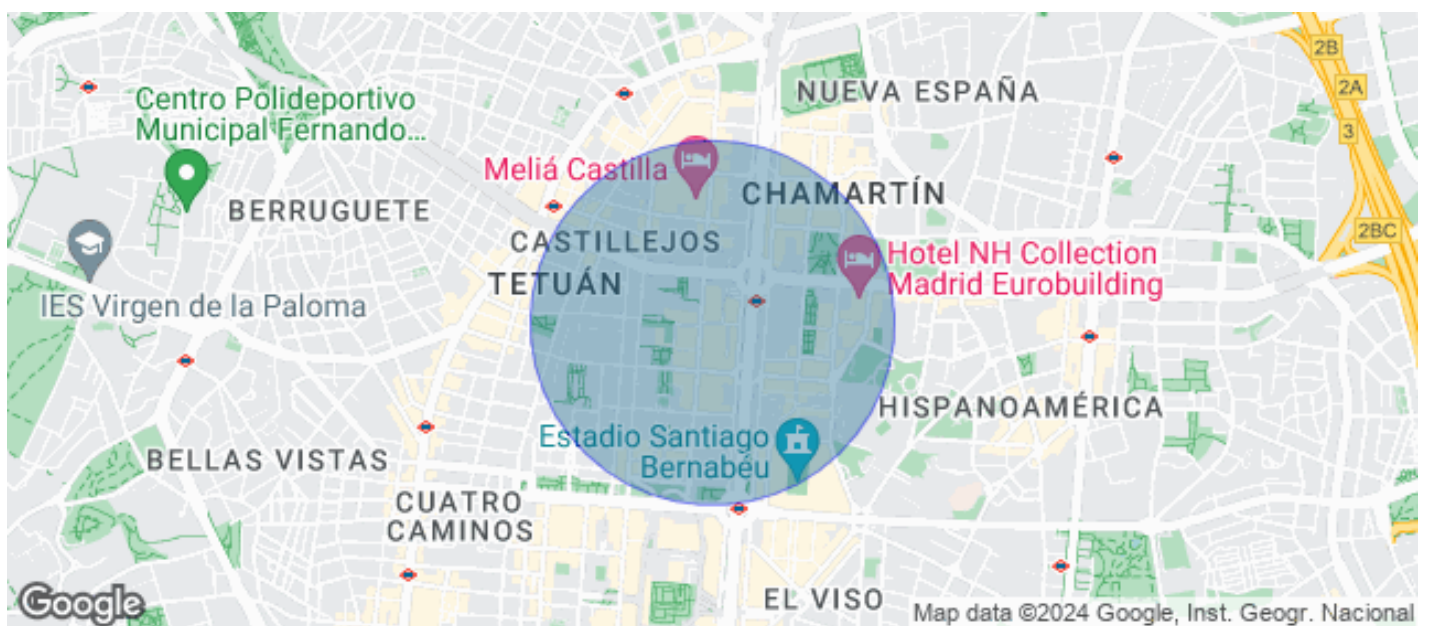 2B
2A
3
2BC
NUEVA ESPAÑA
Centro Polideportivo
Municipal Fernando...
Meliá Castilla
CHAMARTÍN
BERRUGUETE
CASTILLEJOS
TETUÁN
Hotel NH Collection
Madrid Eurobuilding
IES Virgen de la Paloma
HISPANOAMÉRICA
Estadio Santiago
Bernabéu
BELLAS VISTAS
CUATRO
CAMINOS
EL VISO
Google
Map data ©2024 Google, Inst. Geogr. Nacional